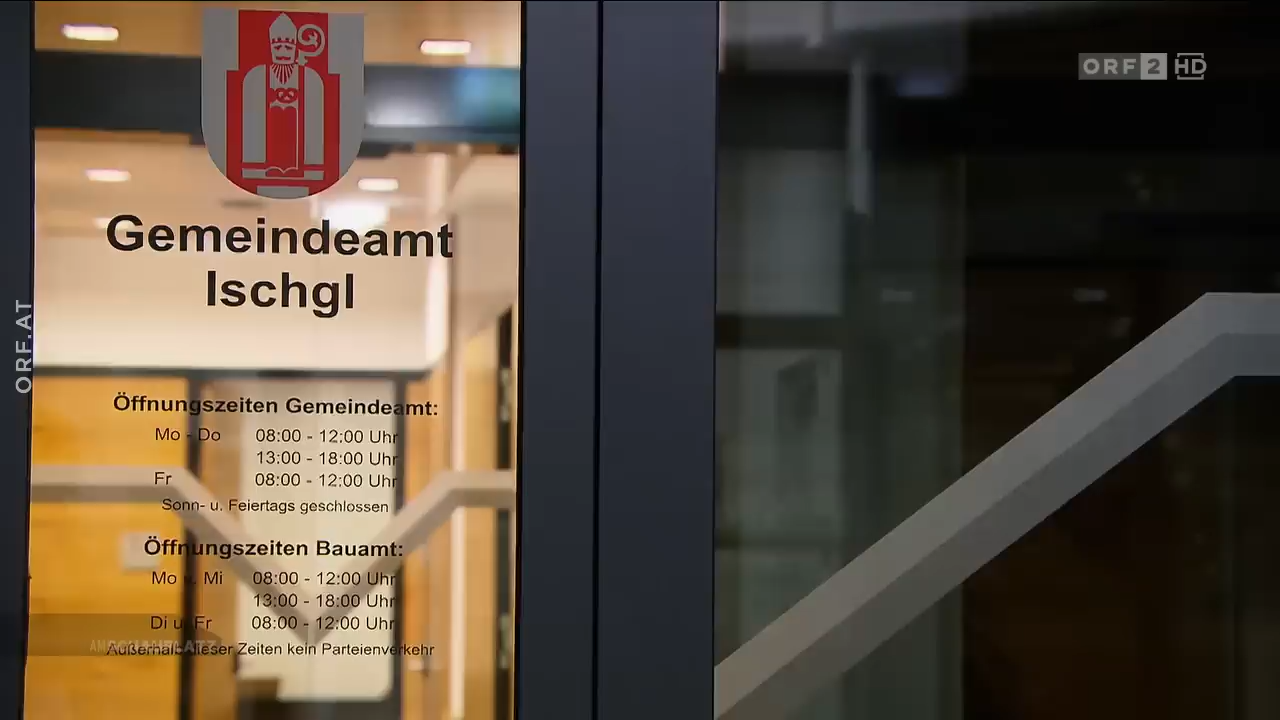 ORF 2 HD
ORF.AT
Gemeindeamt
Ischgl
Öffnungszeiten Gemeindeamt:
Mo - Do 08:00 - 12:00 Uhr
13:00 - 18:00 Uhr
Fr 08:00 - 12:00 Uhr
Sonn- u. Feiertags geschlossen
Öffnungszeiten Bauamt:
Mo u. Mi 08:00 - 12:00 Uhr
13:00 - 18:00 Uhr
Di u. Fr 08:00 - 12:00 Uhr
Außerhalb dieser Zeiten kein Parteienverkehr